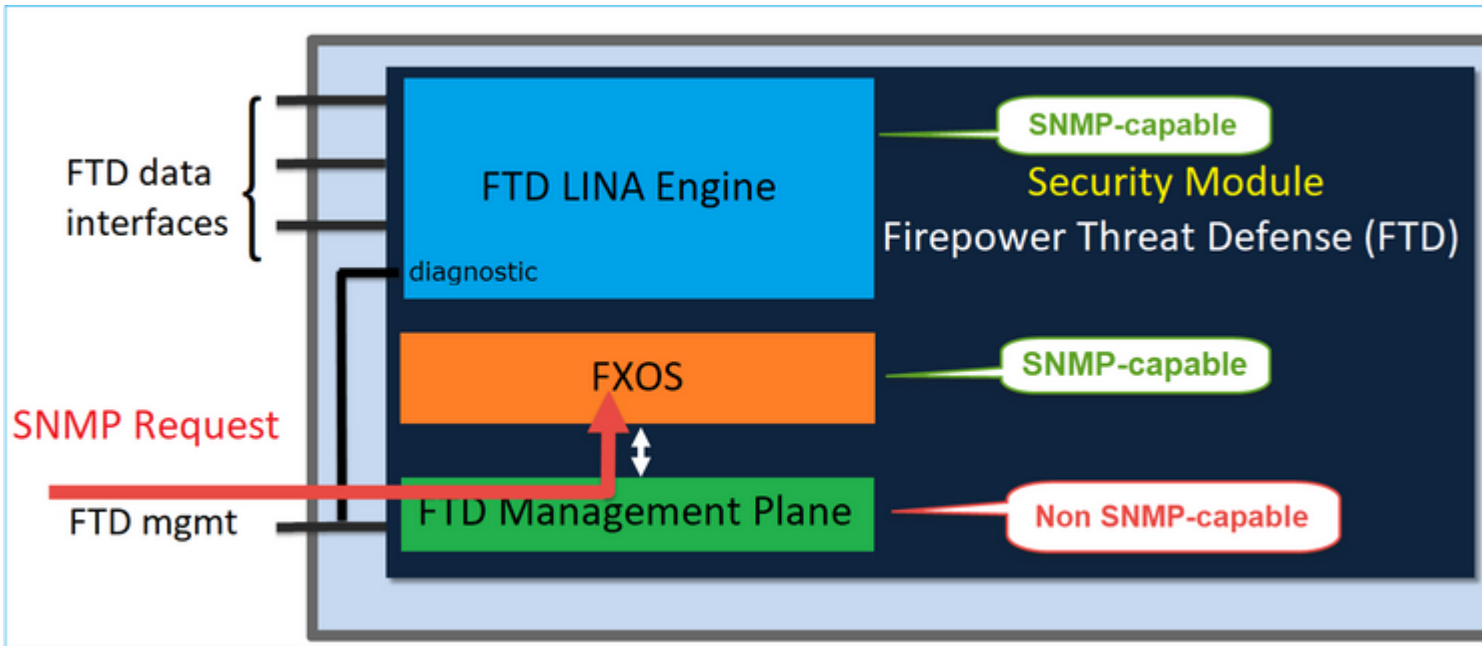 FTD data
interfaces
FTD LINA Engine
diagnostic
SNMP-capable
Security Module
Firepower Threat Defense (FTD)
FXOS
SNMP-capable
SNMP Request
FTD mgmt
FTD Management Plane
Non SNMP-capable